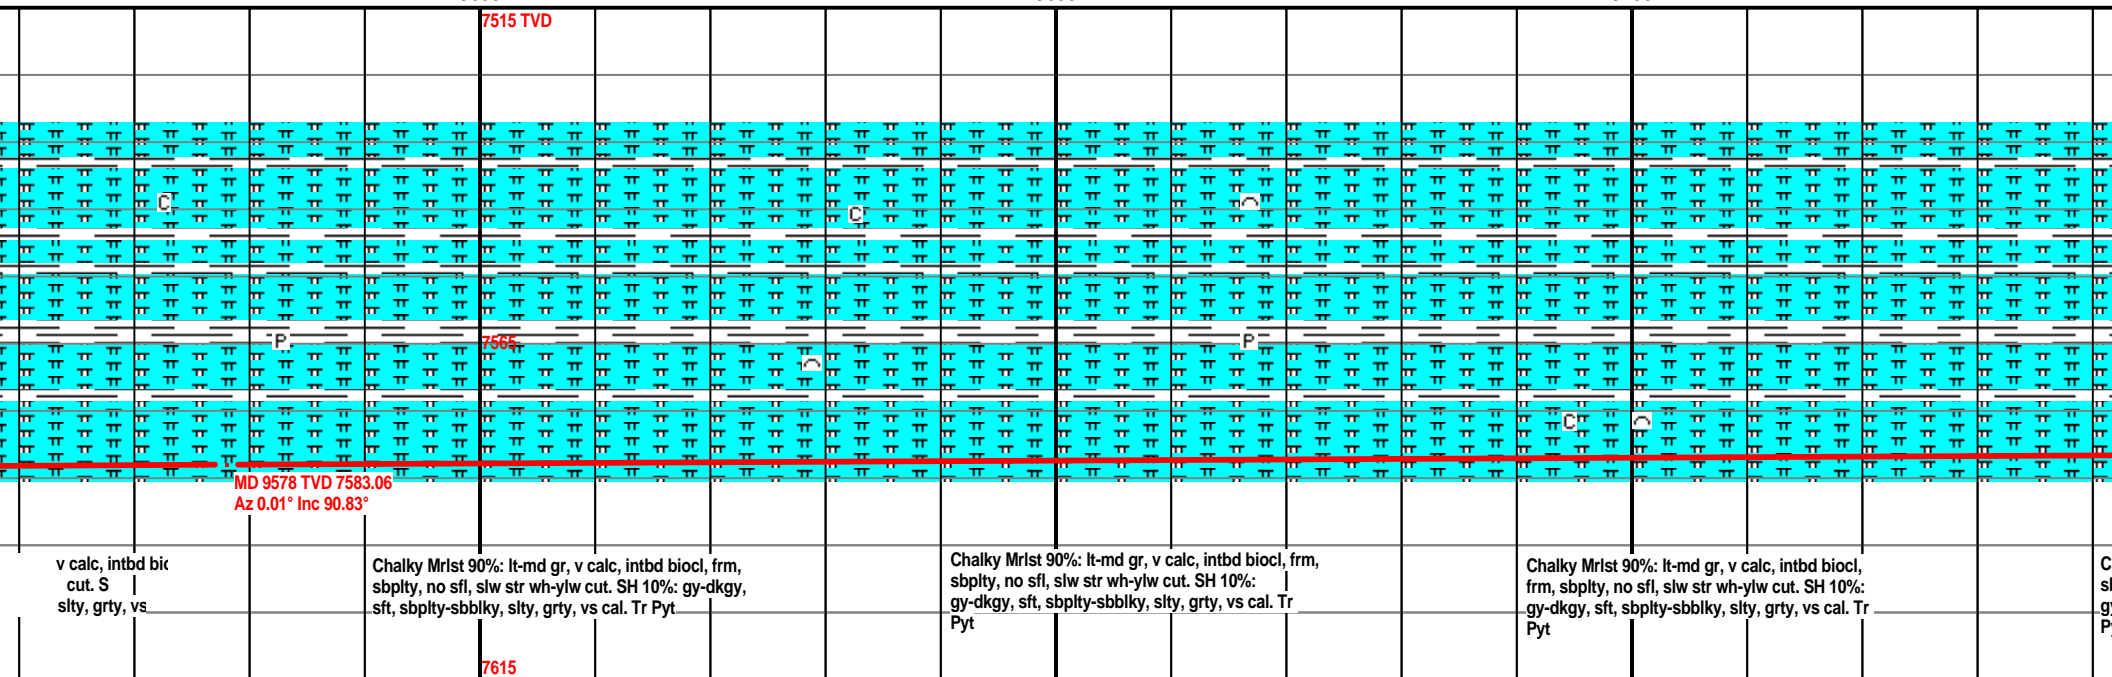 7515 TVD
C
C
P
7565
P
C
MD 9578 TVD 7583.06
Az 0.01° Inc 90.83°
v calc, intbd bio
cut. S
slty, grty, vs
Chalky Mrlst 90%: lt-md gr, v calc, intbd biocl, frm,
sbplty, no sfl, slw str wh-ylw cut. SH 10%: gy-dkgy,
sft, sbplty-sbblky, slty, grty, vs cal. Tr Pyt
Chalky Mrlst 90%: lt-md gr, v calc, intbd biocl, frm,
sbplty, no sfl, slw str wh-ylw cut. SH 10%:
gy-dkgy, sft, sbplty-sbblky, slty, grty, vs cal. Tr
Pyt
Chalky Mrlst 90%: lt-md gr, v calc, intbd biocl,
frm, sbplty, no sfl, slw str wh-ylw cut. SH 10%:
gy-dkgy, sft, sbplty-sbblky, slty, grty, vs cal. Tr
Pyt
7615